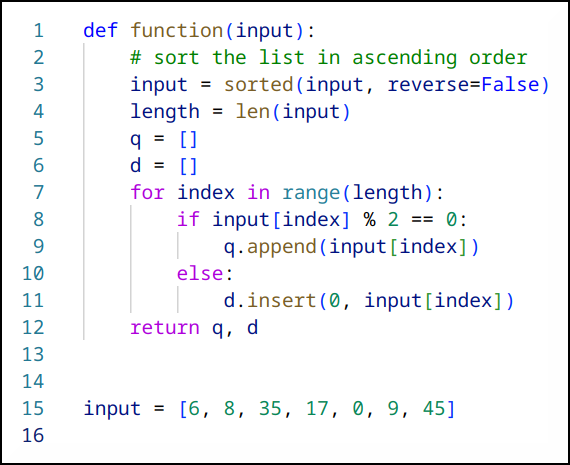 1 def function(input):
2 # sort the list in ascending order
3 input = sorted(input, reverse=False)
4 length = len(input)
5 q = []
6 d = []
7 for index in range(length):
8 if input[index] % 2 == 0:
9 q.append(input[index])
10 else:
11 d.insert(0, input[index])
12 return q, d
13
14
15 input = [6, 8, 35, 17, 0, 9, 45]
16